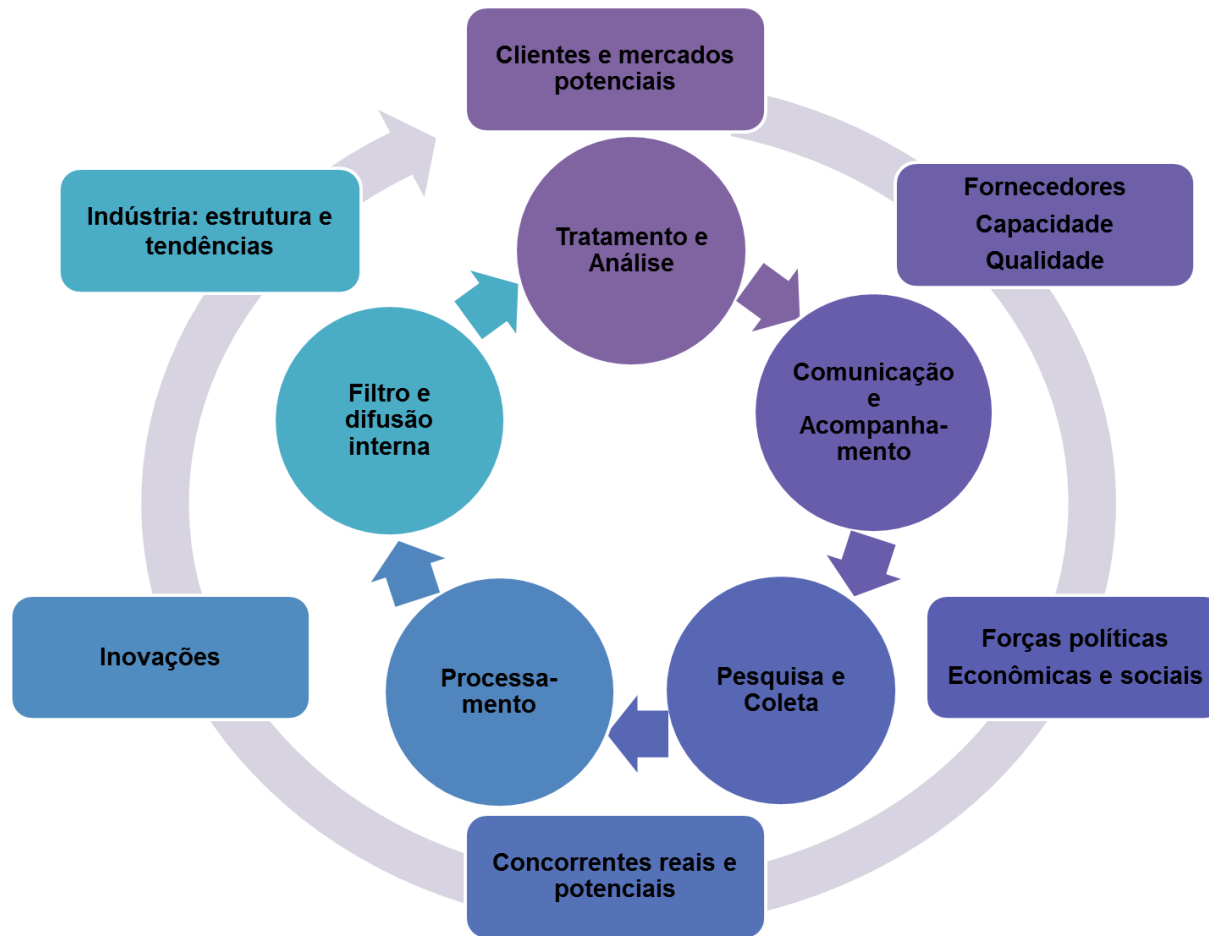 Clientes e mercados
potenciais
Fornecedores
Capacidade
Qualidade
Indústria: estrutura e
tendências
Tratamento e
Análise
Comunicação
e
Acompanha-
mento
Filtro e
difusão
interna
Forças políticas
Econômicas e sociais
Inovações
Processa-
mento
Pesquisa e
Coleta
Concorrentes reais e
potenciais